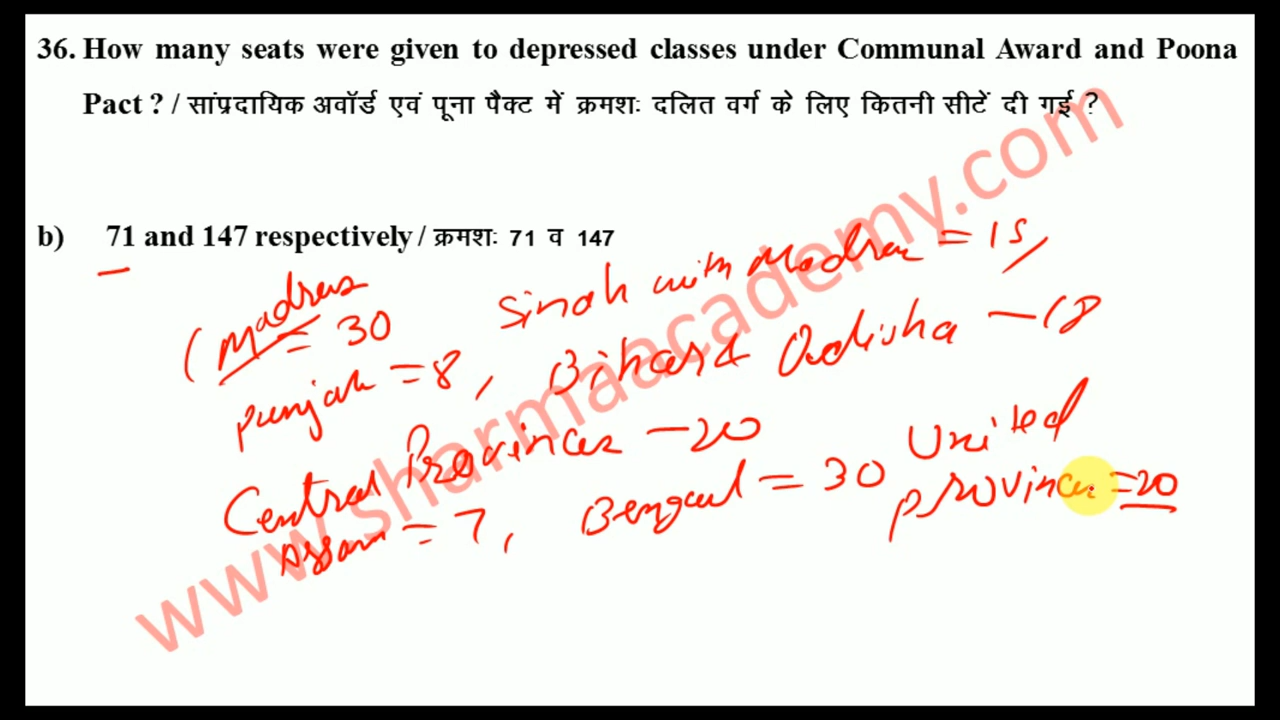 36. How many seats were given to depressed classes under Communal Award and Poona
Pact ? / सांप्रदायिक अवॉर्ड एवं पूना पैक्ट में क्रमशः दलित वर्ग के लिए कितनी सीटें दी गई ?
b) 71 and 147 respectively / क्रमशः 71 व 147
(Madras = 30
Sindh with Madras = 15,
Punjab = 8, Bihar & Odisha - 18
Central Provinces - 20
Assam = 7, Bengal = 30
United
Province = 20
www.sharmaacademy.com